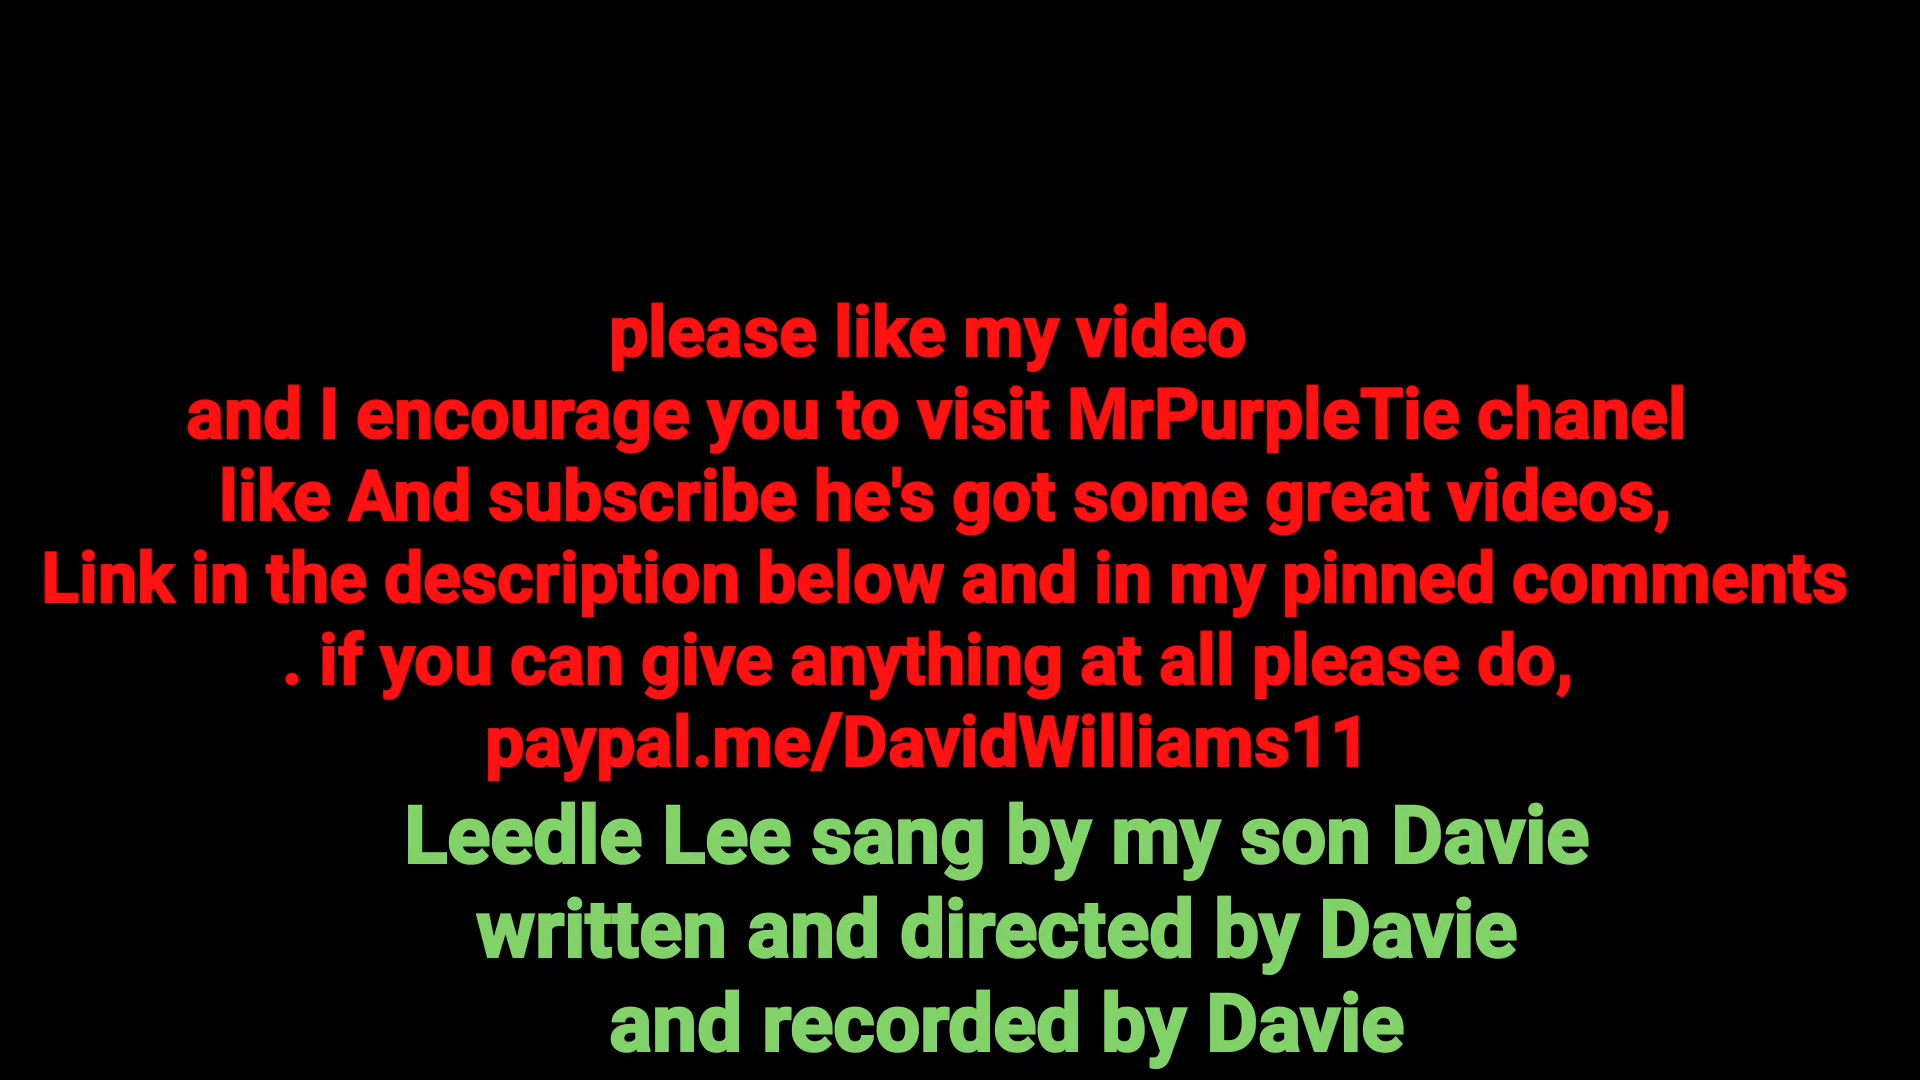 please like my video
and I encourage you to visit MrPurpleTie chanel
like And subscribe he's got some great videos,
Link in the description below and in my pinned comments
. if you can give anything at all please do,
paypal.me/DavidWilliams11
Leedle Lee sang by my son Davie
written and directed by Davie
and recorded by Davie